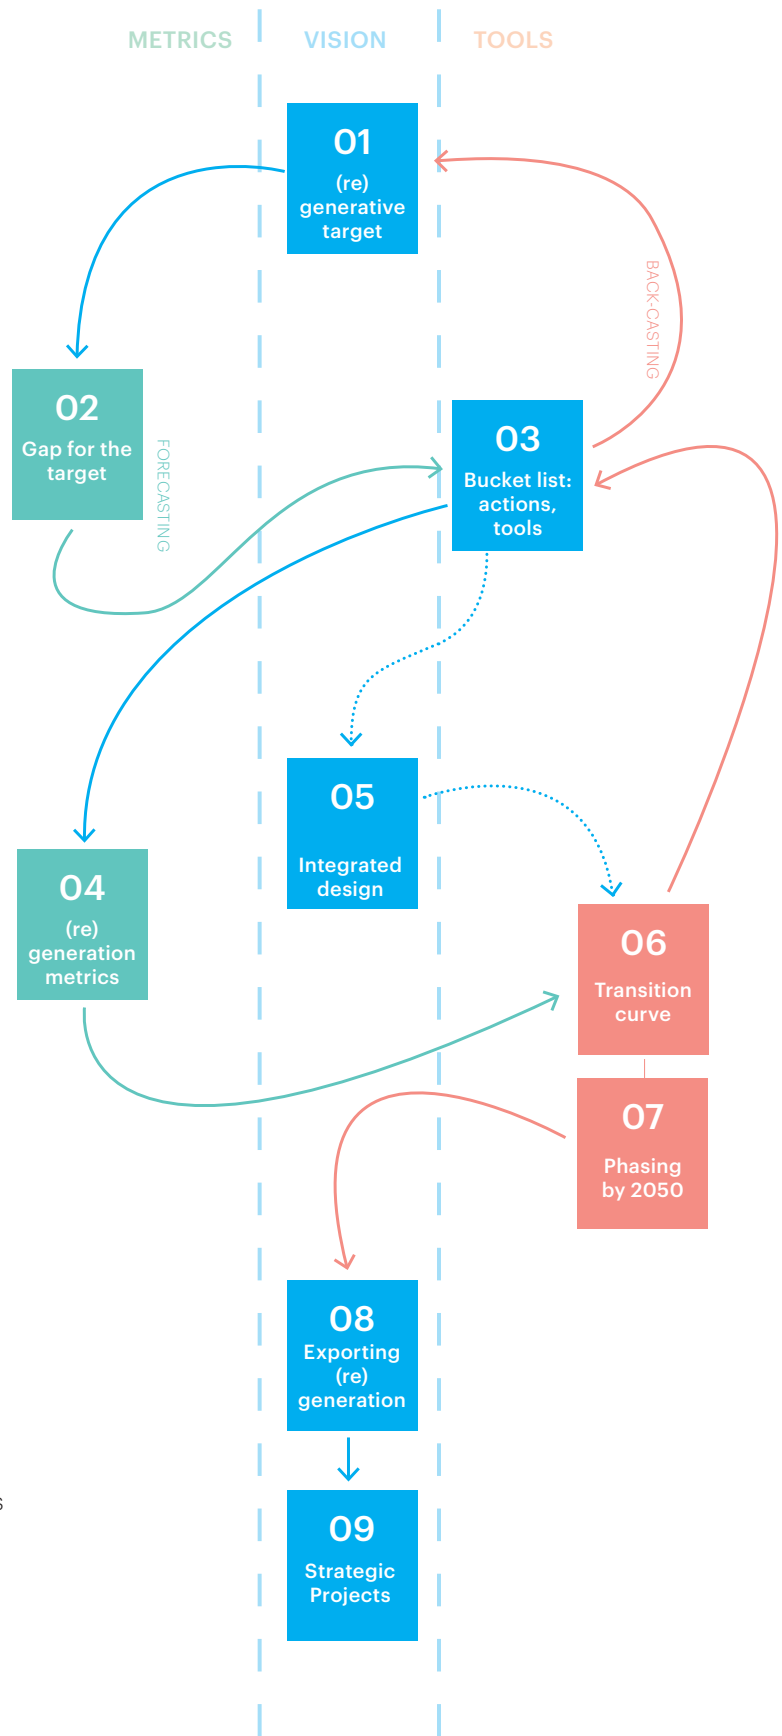 METRICS
VISION
TOOLS
01
(re)
generative
target
BACK-CASTING
02
Gap for the
target
FORECASTING
03
Bucket list:
actions,
tools
05
Integrated
design
04
(re)
generation
metrics
06
Transition
curve
07
Phasing
by 2050
08
Exporting
(re)
generation
s
09
Strategic
Projects